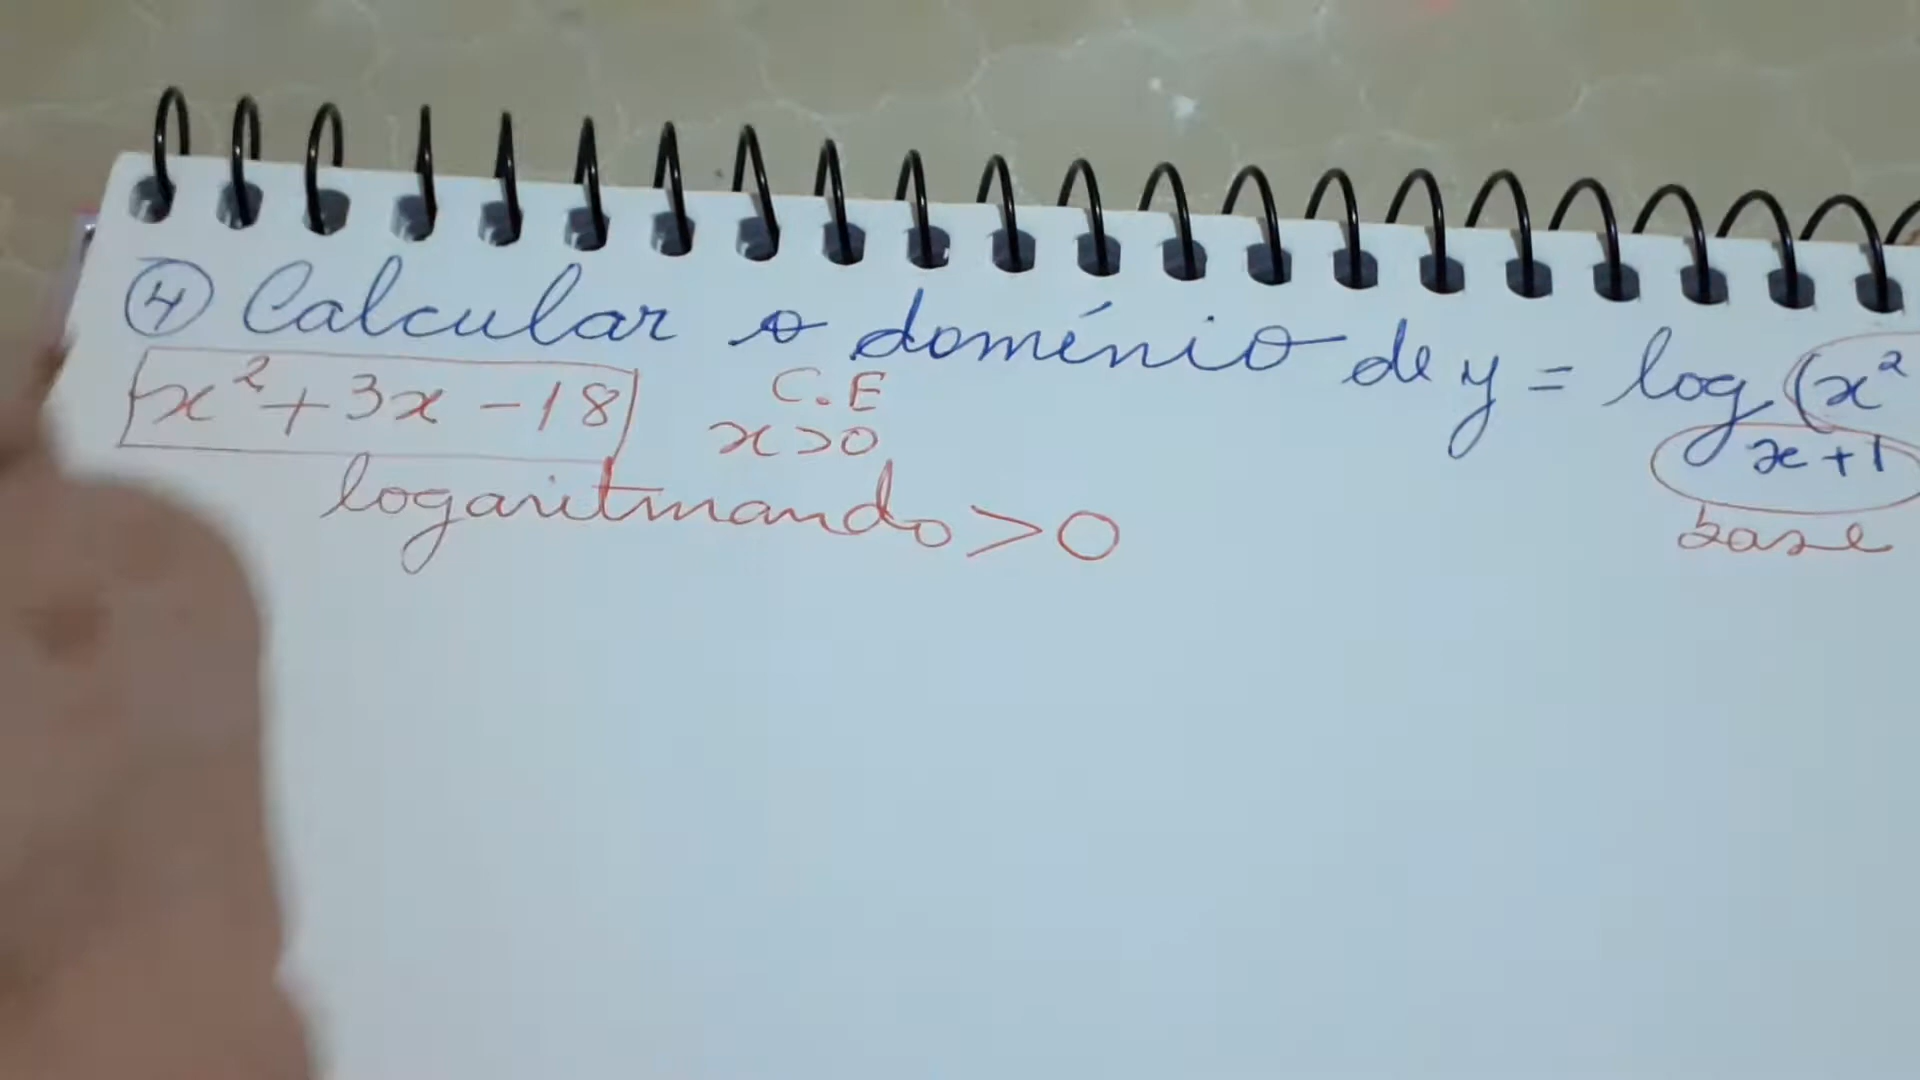 ④ Calcular o domínio de y = log (x²
x+1
base
x² + 3x - 18
C.E
x > 0
logaritmando > 0